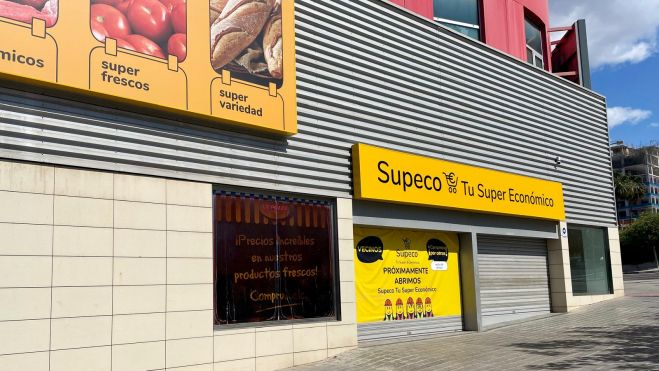 micos
super
frescos
super
variedad
Supeco Tu Super Económico
¡Precios increíbles
en nuestros
productos frescos!
VECINOS
Supeco
PRÓXIMAMENTE
ABRIMOS
Supeco Tu Super Económico